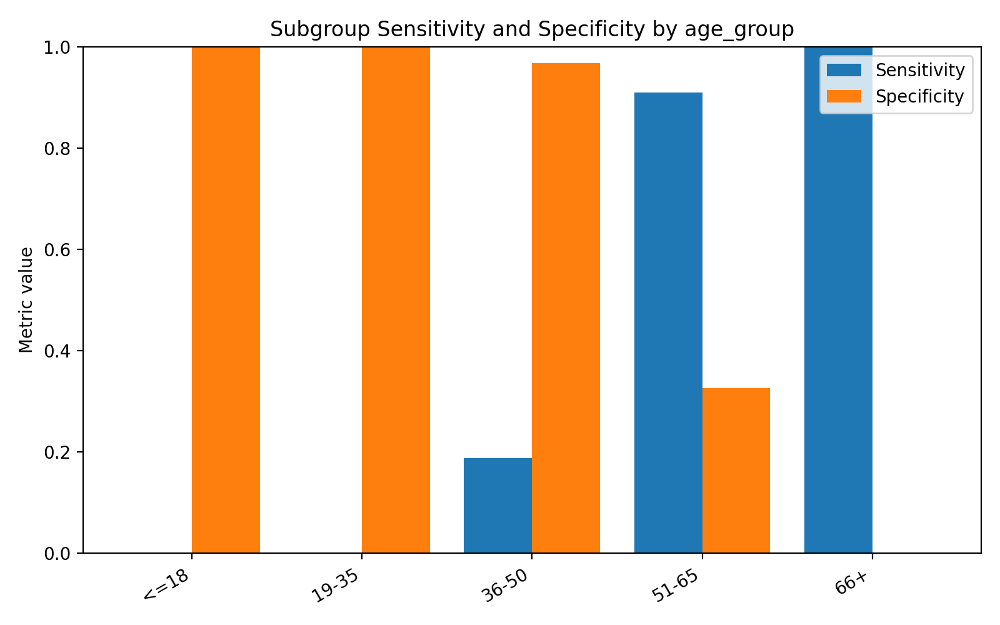 Subgroup Sensitivity and Specificity by age_group
Sensitivity
Specificity
Metric value
1.0
0.8
0.6
0.4
0.2
0.0
<=18
19-35
36-50
51-65
66+